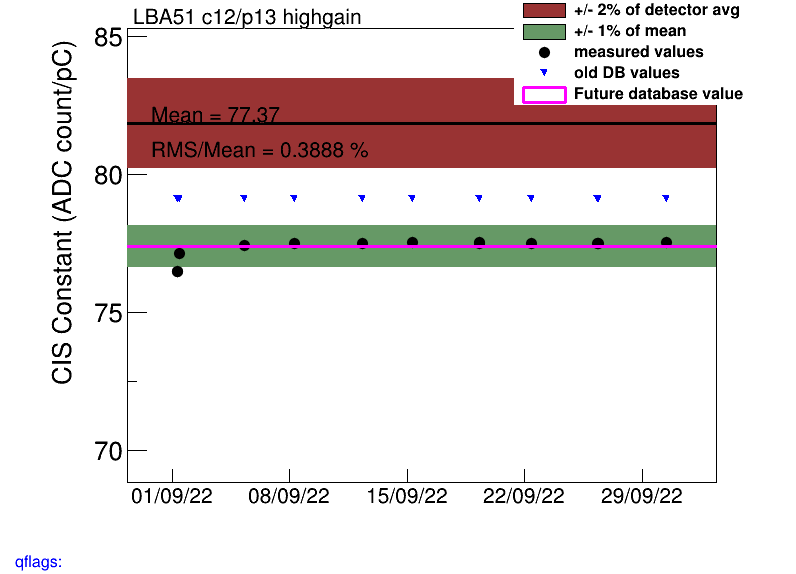 LBA51 c12/p13 highgain
+/- 2% of detector avg
+/- 1% of mean
measured values
old DB values
Future database value
Mean = 77.37
RMS/Mean = 0.3888 %
CIS Constant (ADC count/pC)
85
80
75
70
01/09/22 08/09/22 15/09/22 22/09/22 29/09/22
qflags: